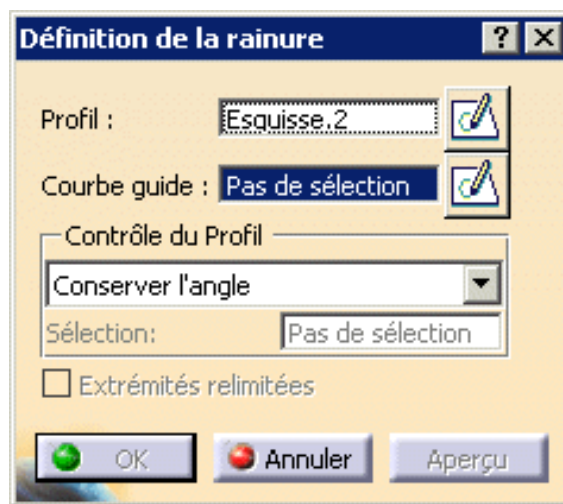 Définition de la rainure ? X
Profil : Esquisse.2
Courbe guide : Pas de sélection
Contrôle du Profil
Conserver l'angle
Sélection: Pas de sélection
Extrémités relimitées
OK Annuler Aperçu